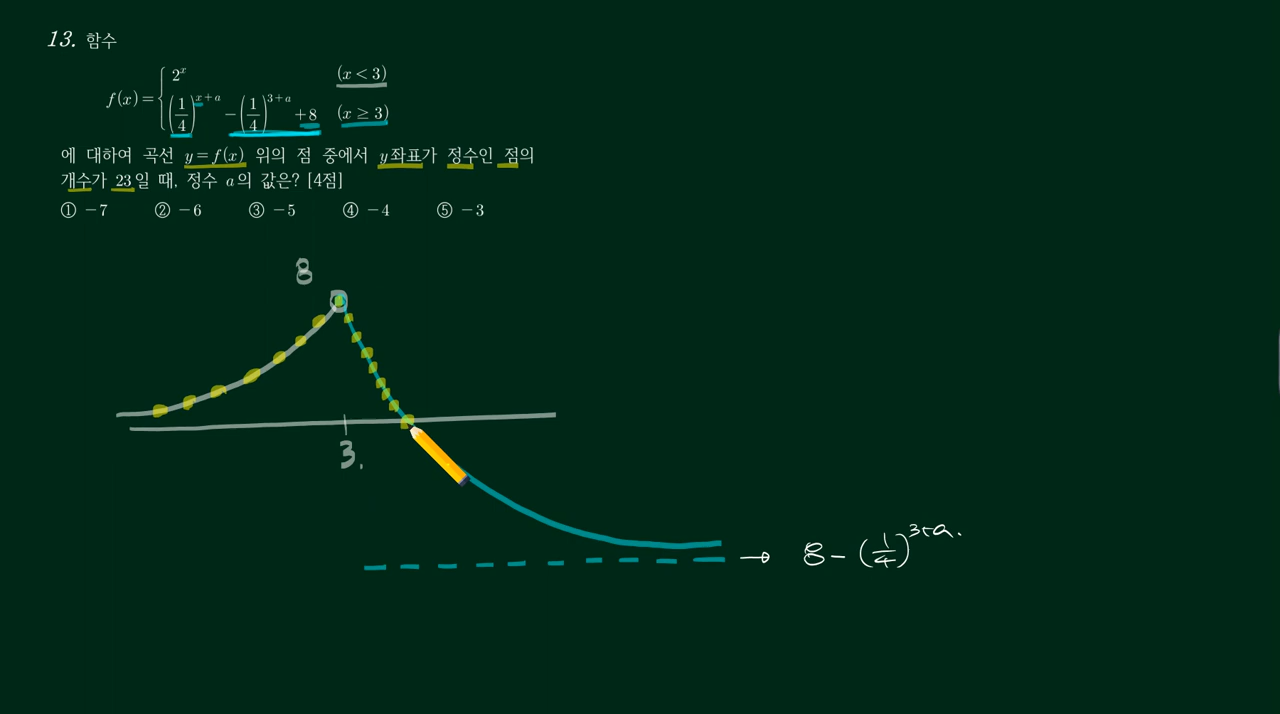 13. 함수
f(x) = { 2^x (x < 3)
(1/4)^{x+a} − (1/4)^{3+a} + 8 (x ≥ 3)
에 대하여 곡선 y=f(x) 위의 점 중에서 y좌표가 정수인 점의
개수가 23일 때, 정수 a의 값은? [4점]
① −7 ② −6 ③ −5 ④ −4 ⑤ −3
8
3.
→ 8 − (1/4)^{3+a}.